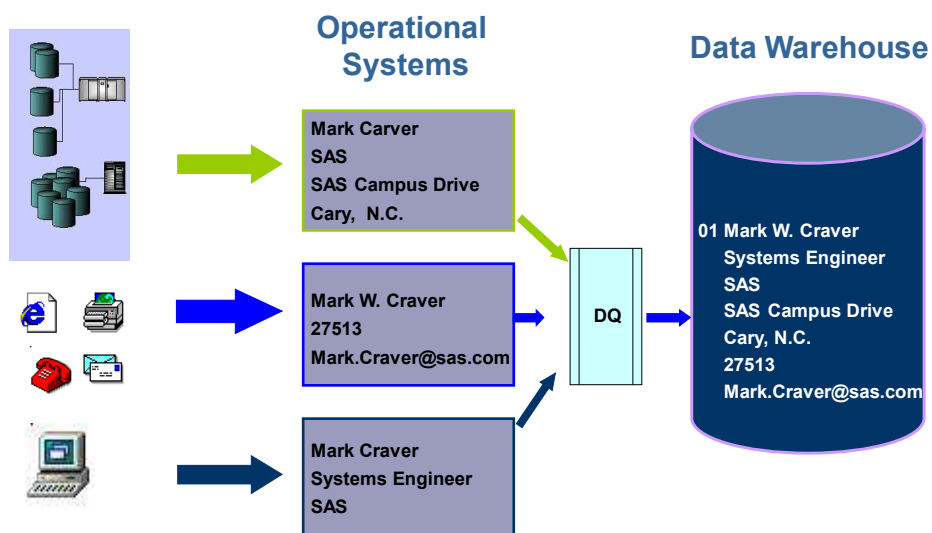 Operational
Systems
Data Warehouse
Mark Carver
SAS
SAS Campus Drive
Cary, N.C.
Mark W. Craver
27513
Mark.Craver@sas.com
Mark Craver
Systems Engineer
SAS
DQ
01 Mark W. Craver
Systems Engineer
SAS
SAS Campus Drive
Cary, N.C.
27513
Mark.Craver@sas.com